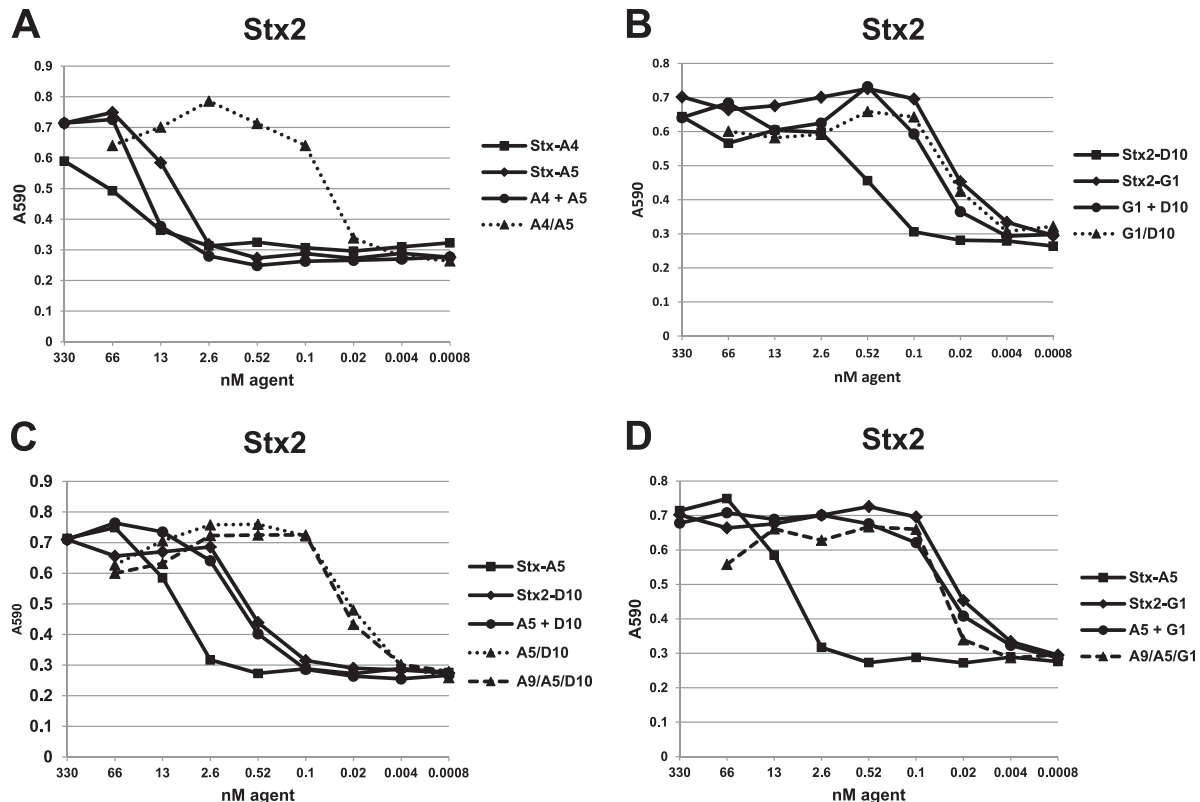 A
Stx2
A590
0.9
0.8
0.7
0.6
0.5
0.4
0.3
0.2
0.1
0
330 66 13 2.6 0.52 0.1 0.02 0.004 0.0008
nM agent
Stx-A4
Stx-A5
A4 + A5
A4/A5
B
Stx2
A590
0.8
0.7
0.6
0.5
0.4
0.3
0.2
0.1
0
330 66 13 2.6 0.52 0.1 0.02 0.004 0.0008
nM agent
Stx2-D10
Stx2-G1
G1 + D10
G1/D10
C
Stx2
A590
0.9
0.8
0.7
0.6
0.5
0.4
0.3
0.2
0.1
0
330 66 13 2.6 0.52 0.1 0.02 0.004 0.0008
nM agent
Stx-A5
Stx2-D10
A5 + D10
A5/D10
A9/A5/D10
D
Stx2
A590
0.8
0.7
0.6
0.5
0.4
0.3
0.2
0.1
0
330 66 13 2.6 0.52 0.1 0.02 0.004 0.0008
nM agent
Stx-A5
Stx2-G1
A5 + G1
A9/A5/G1